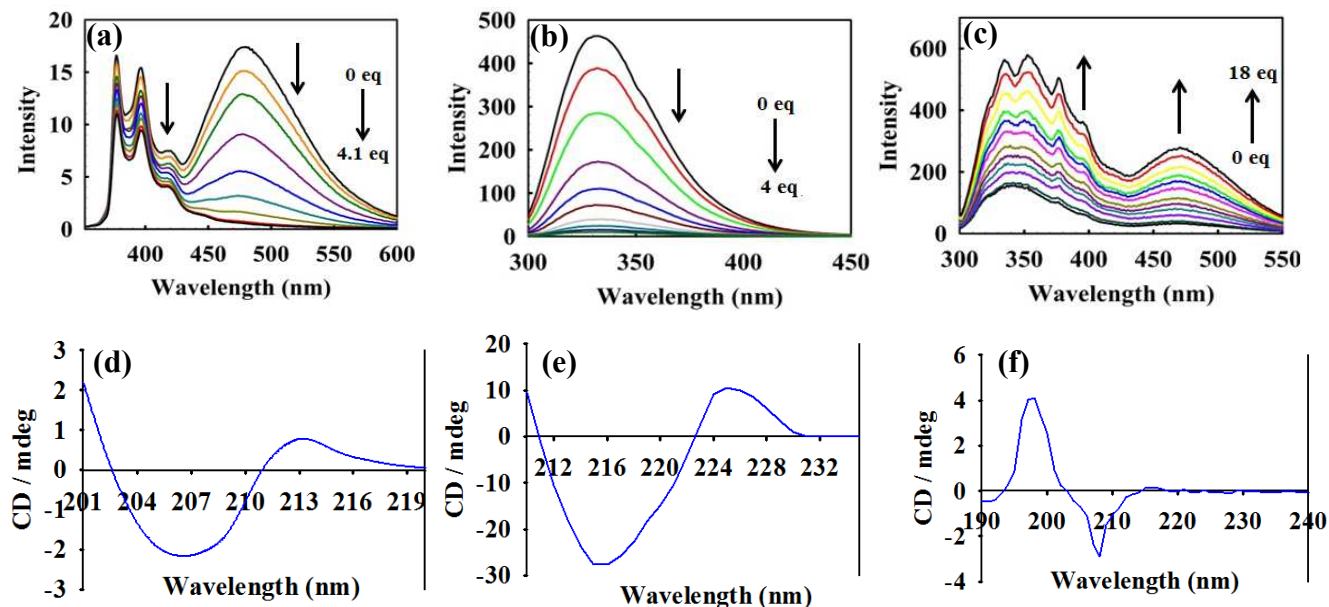 (a)
20
15
10
5
0
Intensity
0 eq
4.1 eq
400 450 500 550 600
Wavelength (nm)
(b)
500
400
300
200
100
0
Intensity
0 eq
4 eq
300 350 400 450
Wavelength (nm)
(c)
600
400
200
0
Intensity
18 eq
0 eq
300 350 400 450 500 550
Wavelength (nm)
(d)
3
2
1
0
-1
-2
-3
CD / mdeg
201 204 207 210 213 216 219
Wavelength (nm)
(e)
20
10
0
-10
-20
-30
CD / mdeg
212 216 220 224 228 232
Wavelength (nm)
(f)
6
4
2
0
-2
-4
CD / mdeg
190 200 210 220 230 240
Wavelength (nm)